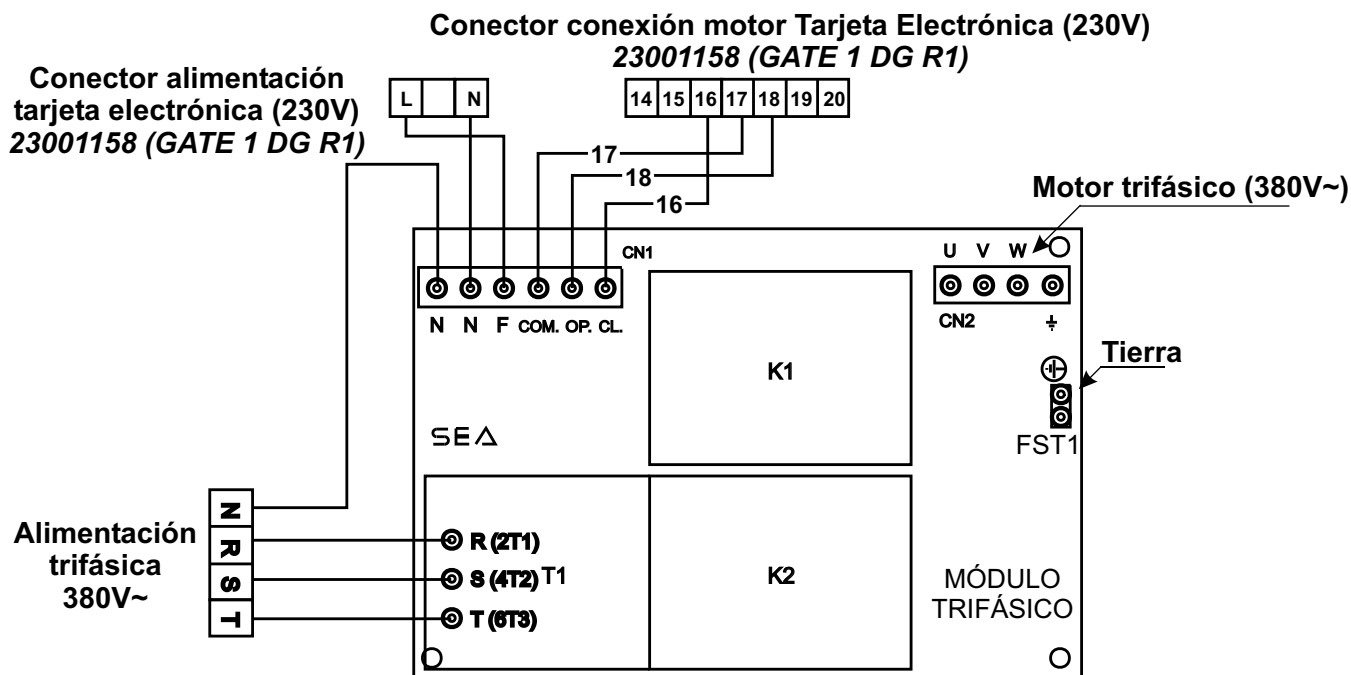 Conector conexión motor Tarjeta Electrónica (230V)
23001158 (GATE 1 DG R1)
Conector alimentación
tarjeta electrónica (230V)
23001158 (GATE 1 DG R1)
L N
14 15 16 17 18 19 20
17
18
16
Motor trifásico (380V~)
CN1
U V W
N N F COM. OP. CL.
CN2
Tierra
K1
FST1
SEA
Alimentación
trifásica
380V~
N
R
S
T
R (2T1)
S (4T2) T1
T (6T3)
K2
MÓDULO
TRIFÁSICO